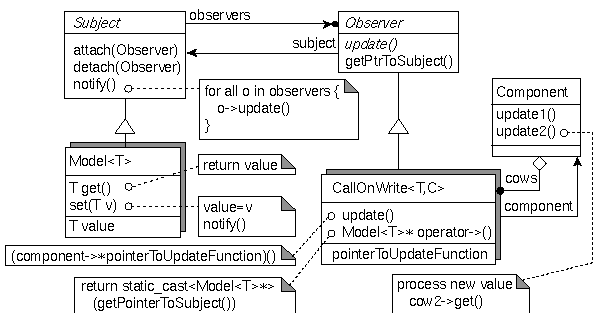 Subject
attach(Observer)
detach(Observer)
notify()
observers
subject
Observer
update()
getPtrToSubject()
for all o in observers {
o->update()
}
Component
update1()
update2()
Model<T>
T get()
set(T v)
T value
return value
value=v
notify()
CallOnWrite<T,C>
update()
Model<T>* operator->()
pointerToUpdateFunction
cows
component
(component->*pointerToUpdateFunction)()
return static_cast<Model<T>*>
(getPointerToSubject())
process new value
cow2->get()